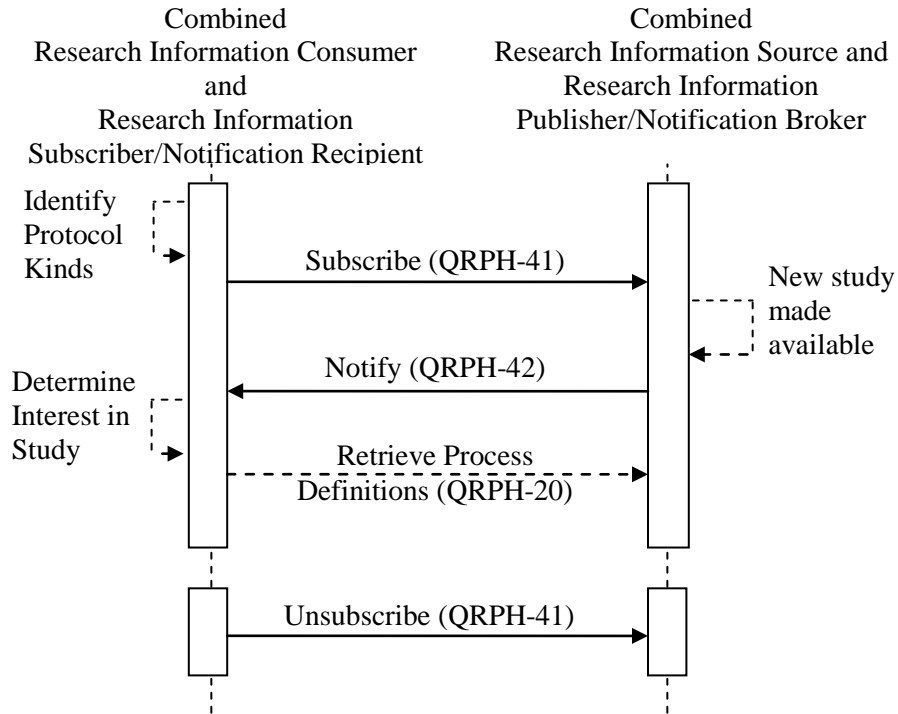 Combined
Research Information Consumer
and
Research Information
Subscriber/Notification Recipient
Combined
Research Information Source and
Research Information
Publisher/Notification Broker
Identify
Protocol
Kinds
Subscribe (QRPH-41)
New study
made
available
Notify (QRPH-42)
Determine
Interest in
Study
Retrieve Process
Definitions (QRPH-20)
Unsubscribe (QRPH-41)